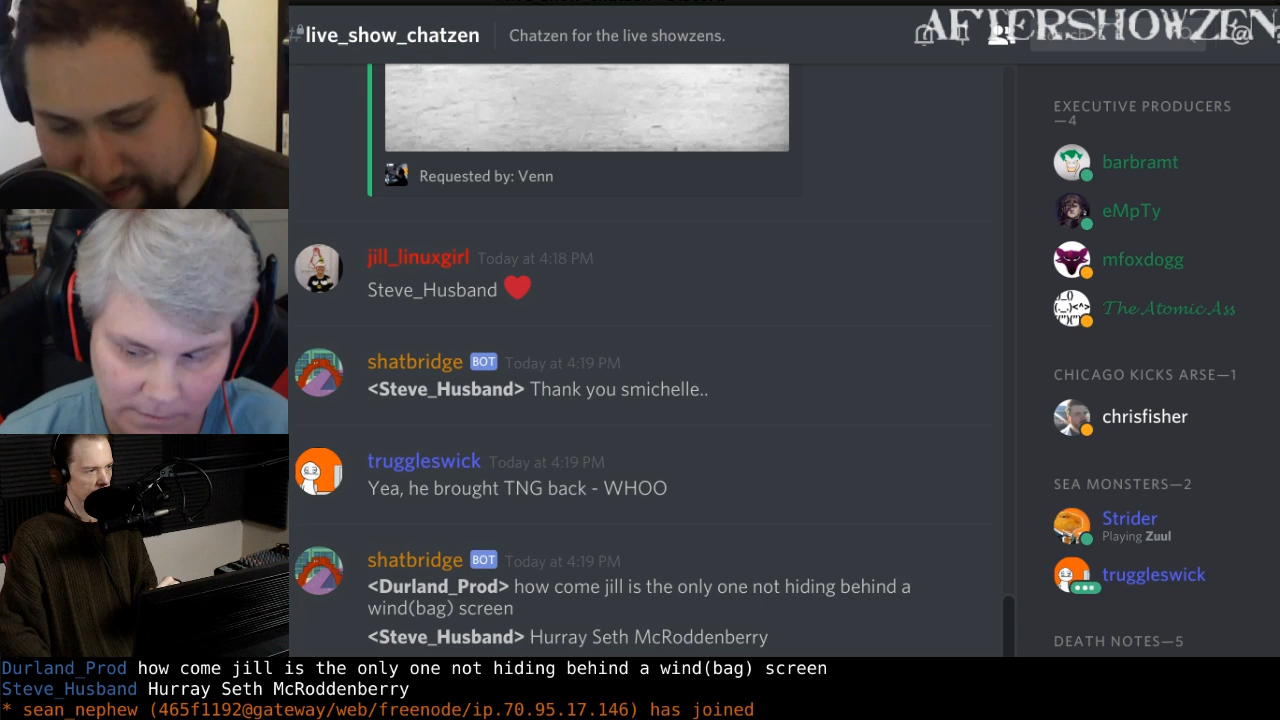 AFTERSHOWZEN
live_show_chatzen
Chatzen for the live showzens.
Requested by: Venn
jill_linuxgirl Today at 4:18 PM
Steve_Husband ❤
shatbridge BOT Today at 4:19 PM
<Steve_Husband> Thank you smichelle..
truggleswick Today at 4:19 PM
Yea, he brought TNG back - WHOO
shatbridge BOT Today at 4:19 PM
<Durland_Prod> how come jill is the only one not hiding behind a
wind(bag) screen
<Steve_Husband> Hurray Seth McRoddenberry
EXECUTIVE PRODUCERS
—4
barbramt
eMpTy
mfoxdogg
The Atomic Ass
CHICAGO KICKS ARSE—1
chrisfisher
SEA MONSTERS—2
Strider
Playing Zuul
truggleswick
DEATH NOTES—5
Durland_Prod how come jill is the only one not hiding behind a wind(bag) screen
Steve_Husband Hurray Seth McRoddenberry
* sean_nephew (465f1192@gateway/web/freenode/ip.70.95.17.146) has joined